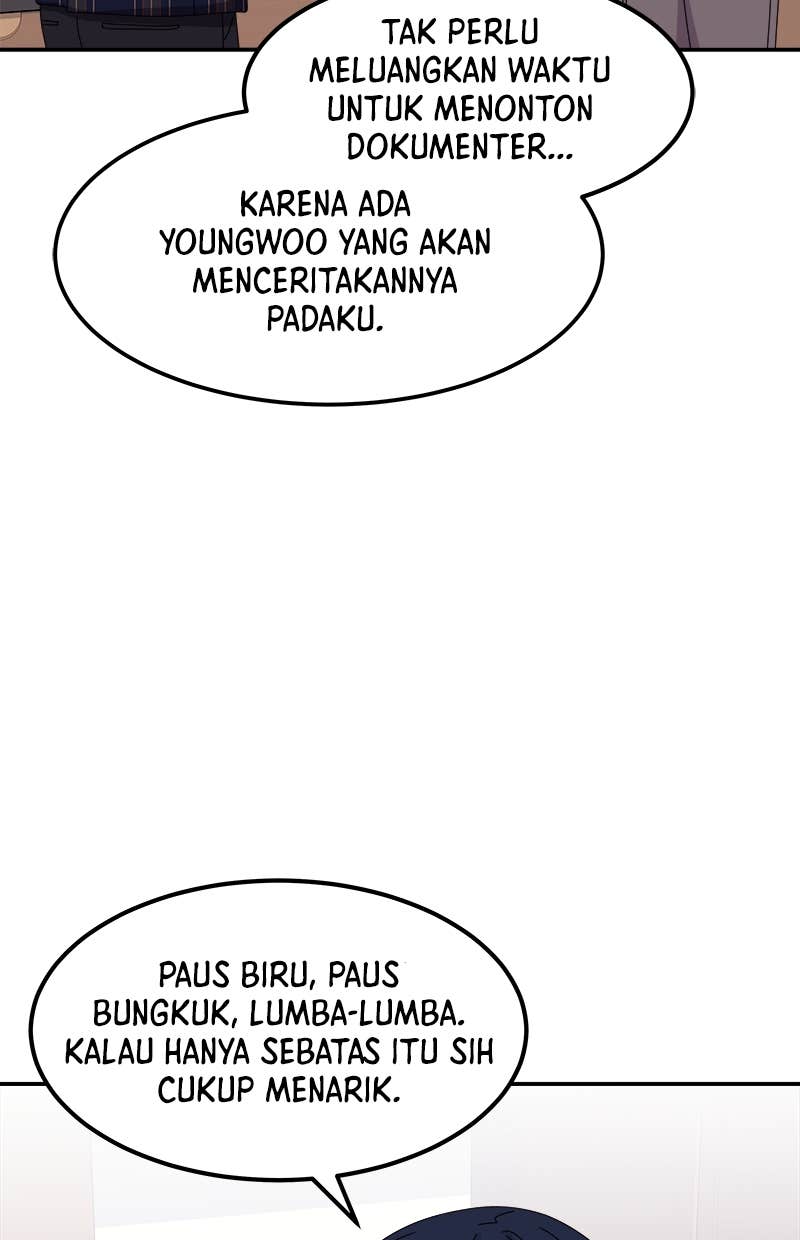 TAK PERLU
MELUANGKAN WAKTU
UNTUK MENONTON
DOKUMENTER...
KARENA ADA
YOUNGWOO YANG AKAN
MENCERITAKANNYA
PADAKU.
PAUS BIRU, PAUS
BUNGKUK, LUMBA-LUMBA.
KALAU HANYA SEBATAS ITU SIH
CUKUP MENARIK.